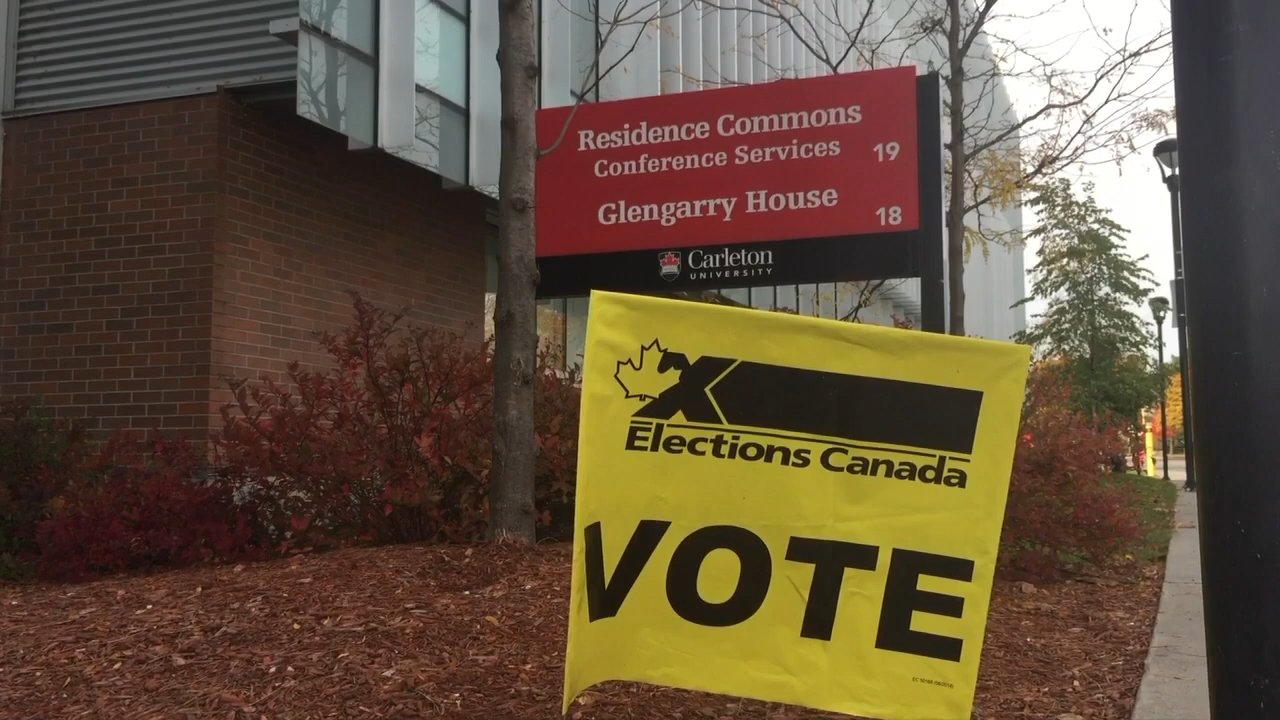 Residence Commons
Conference Services 19
Glengarry House 18
Carleton
UNIVERSITY
Elections Canada
VOTE